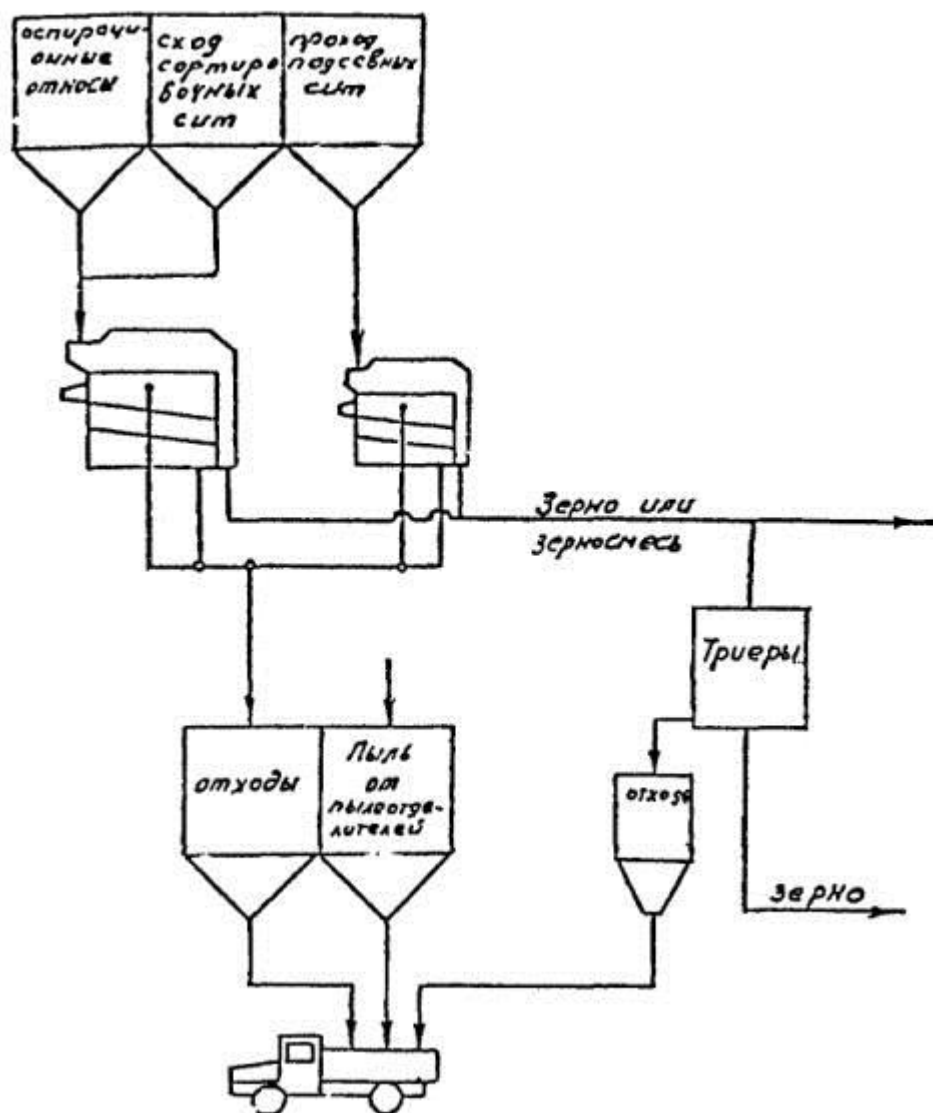 аспираци-
онные
относы
сход
сортиро
вочных
сит
проход
подсевных
сит
Зерно или
зерносмесь
Триеры
отходы
Пыль
от
пылеотде-
лителей
отходы
зерно